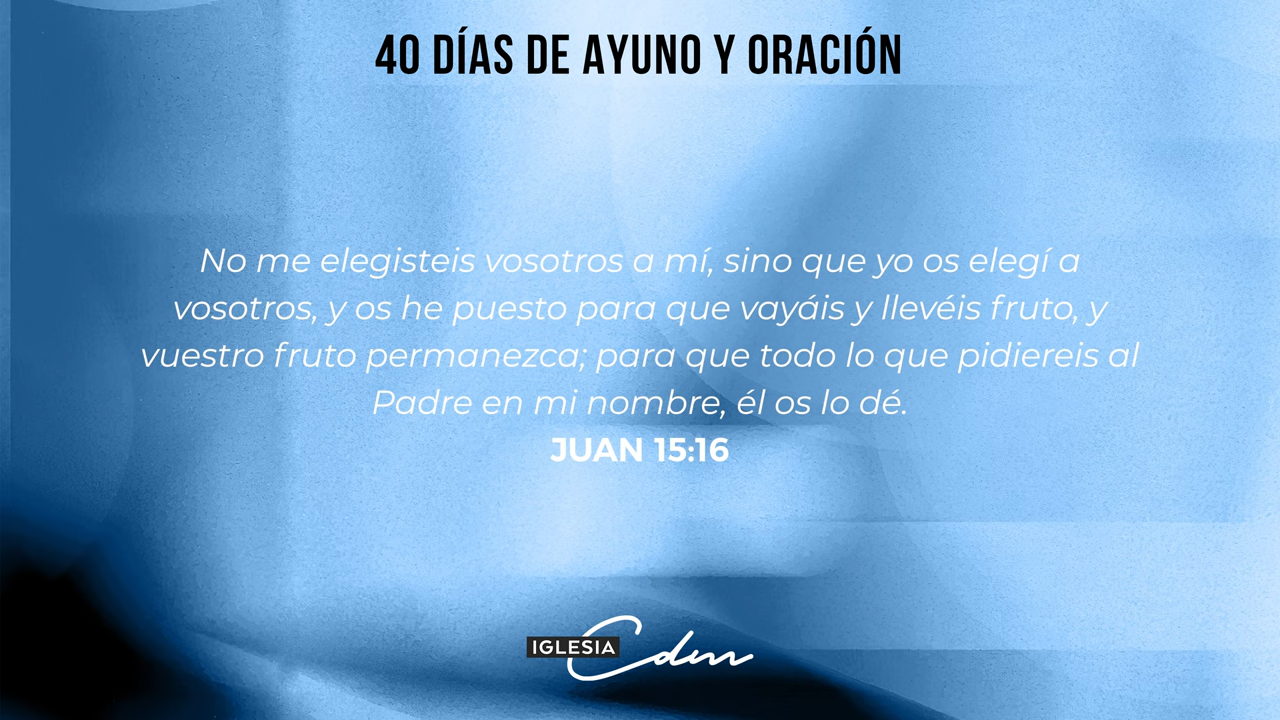 40 DÍAS DE AYUNO Y ORACIÓN
No me elegisteis vosotros a mí, sino que yo os elegí a
vosotros, y os he puesto para que vayáis y llevéis fruto, y
vuestro fruto permanezca; para que todo lo que pidiereis al
Padre en mi nombre, él os lo dé.
JUAN 15:16
IGLESIA Cdm